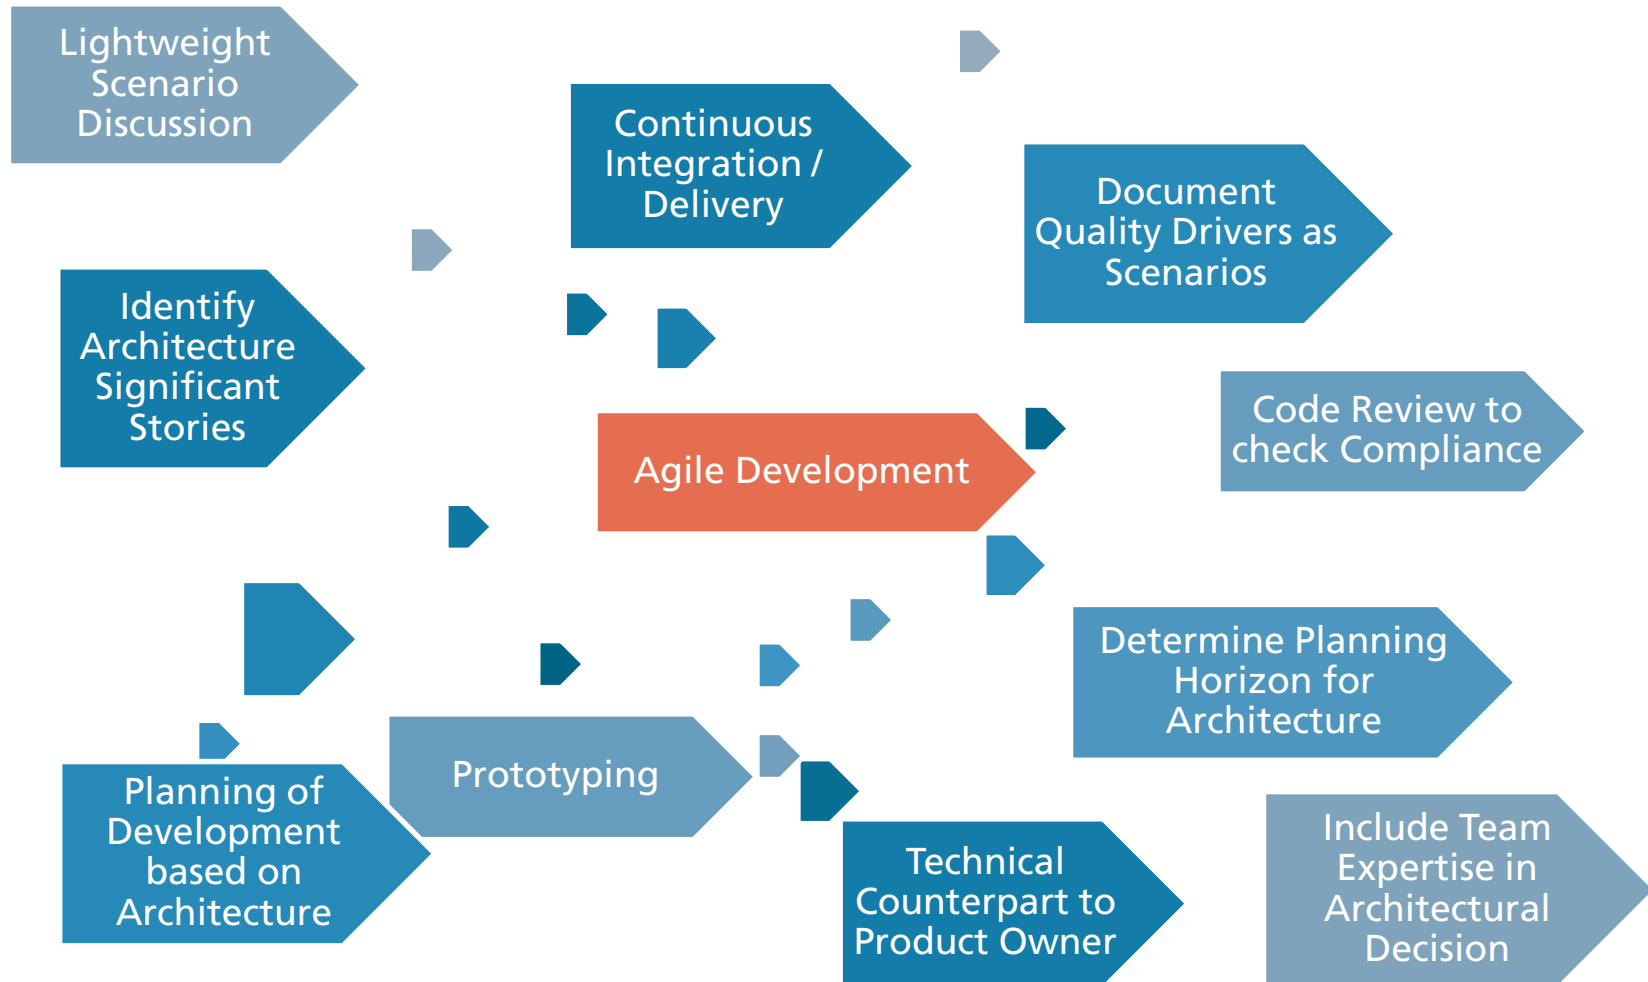 Lightweight
Scenario
Discussion
Continuous
Integration /
Delivery
Document
Quality Drivers as
Scenarios
Identify
Architecture
Significant
Stories
Agile Development
Code Review to
check Compliance
Determine Planning
Horizon for
Architecture
Prototyping
Planning of
Development
based on
Architecture
Technical
Counterpart to
Product Owner
Include Team
Expertise in
Architectural
Decision